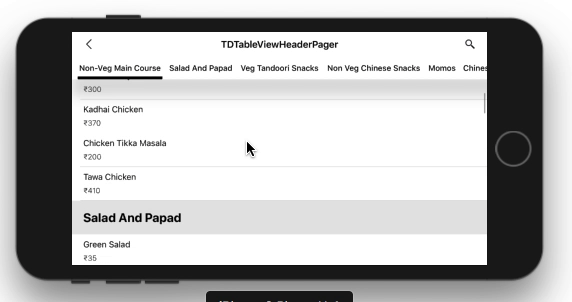 TDTableViewHeaderPager
Non-Veg Main Course Salad And Papad Veg Tandoori Snacks Non Veg Chinese Snacks Momos Chines
₹300
Kadhai Chicken
₹370
Chicken Tikka Masala
₹200
Tawa Chicken
₹410
Salad And Papad
Green Salad
₹35